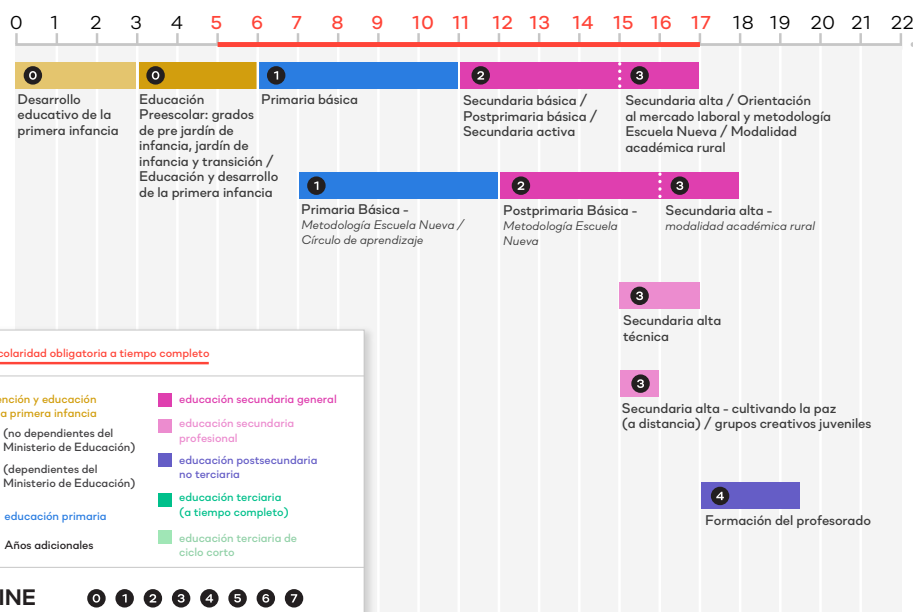 0 1 2 3 4 5 6 7 8 9 10 11 12 13 14 15 16 17 18 19 20 21 22
0
Desarrollo
educativo de la
primera infancia
0
Educación
Preescolar: grados
de pre jardín de
infancia, jardín de
infancia y transición /
Educación y desarrollo
de la primera infancia
1
Primaria básica
2
Secundaria básica /
Postprimaria básica /
Secundaria activa
3
Secundaria alta / Orientación
al mercado laboral y metodología
Escuela Nueva / Modalidad
académica rural
1
Primaria Básica -
Metodología Escuela Nueva /
Círculo de aprendizaje
2
Postprimaria Básica -
Metodología Escuela
Nueva
3
Secundaria alta -
modalidad académica rural
3
Secundaria alta
técnica
3
Secundaria alta - cultivando la paz
(a distancia) / grupos creativos juveniles
4
Formación del profesorado
colaridad obligatoria a tiempo completo
nción y educación
a primera infancia
(no dependientes del
Ministerio de Educación)
(dependientes del
Ministerio de Educación)
educación primaria
Años adicionales
educación secundaria general
educación secundaria
profesional
educación postsecundaria
no terciaria
educación terciaria
(a tiempo completo)
educación terciaria de
ciclo corto
INE 0 1 2 3 4 5 6 7